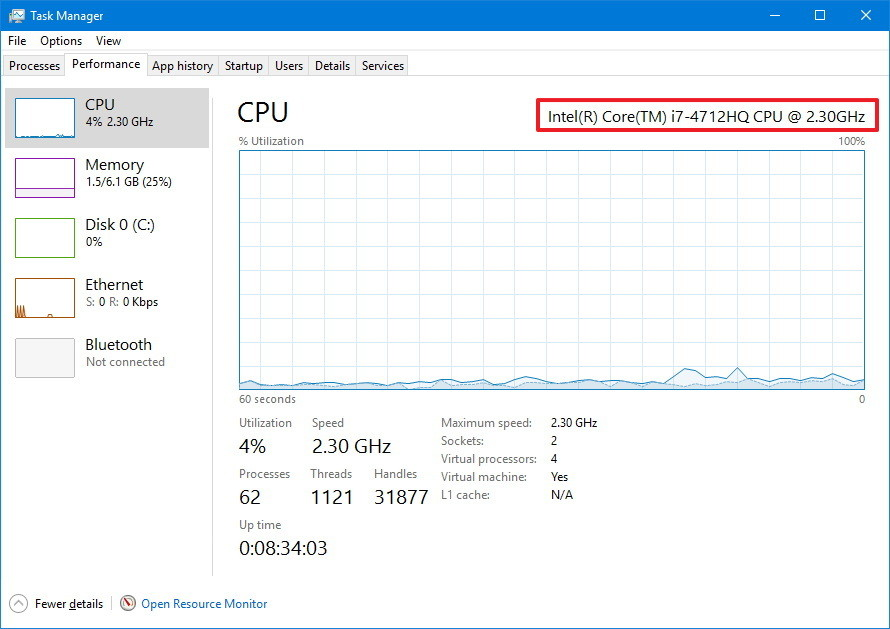 Task Manager
File Options View
Processes Performance App history Startup Users Details Services
CPU
4% 2.30 GHz
Memory
1.5/6.1 GB (25%)
Disk 0 (C:)
0%
Ethernet
S: 0 R: 0 Kbps
Bluetooth
Not connected
CPU
Intel(R) Core(TM) i7-4712HQ CPU @ 2.30GHz
% Utilization 100%
60 seconds 0
Utilization Speed
4% 2.30 GHz
Processes Threads Handles
62 1121 31877
Up time
0:08:34:03
Maximum speed: 2.30 GHz
Sockets: 2
Virtual processors: 4
Virtual machine: Yes
L1 cache: N/A
Fewer details Open Resource Monitor